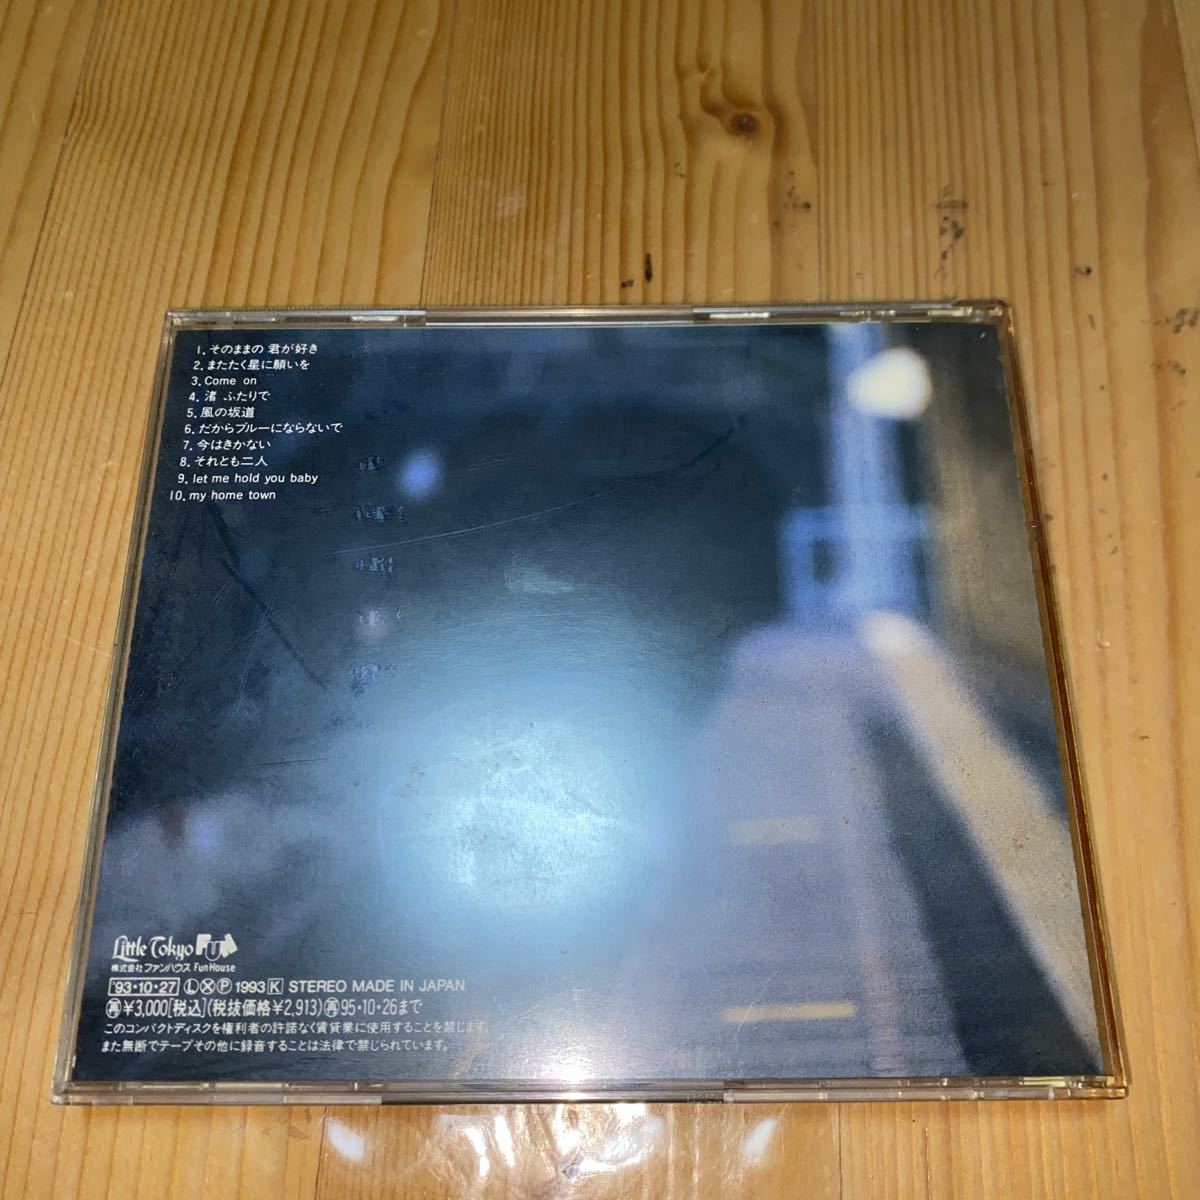 1. そのままの 君が好き
2. またたく星に願いを
3. Come on
4. 渚 ふたりで
5. 風の坂道
6. だからブルーにならないで
7. 今はきかない
8. それとも二人
9. let me hold you baby
10. my home town
Little Tokyo FUN
株式会社 ファンハウス Fun House
'93・10・27 Ⓛ Ⓧ Ⓟ 1993 K STEREO MADE IN JAPAN
再 ¥3,000[税込](税抜価格¥2,913) 再 95・10・26まで
このコンパクトディスクを権利者の許諾なく賃貸業に使用することを禁じます。
また無断でテープその他に録音することは法律で禁じられています。